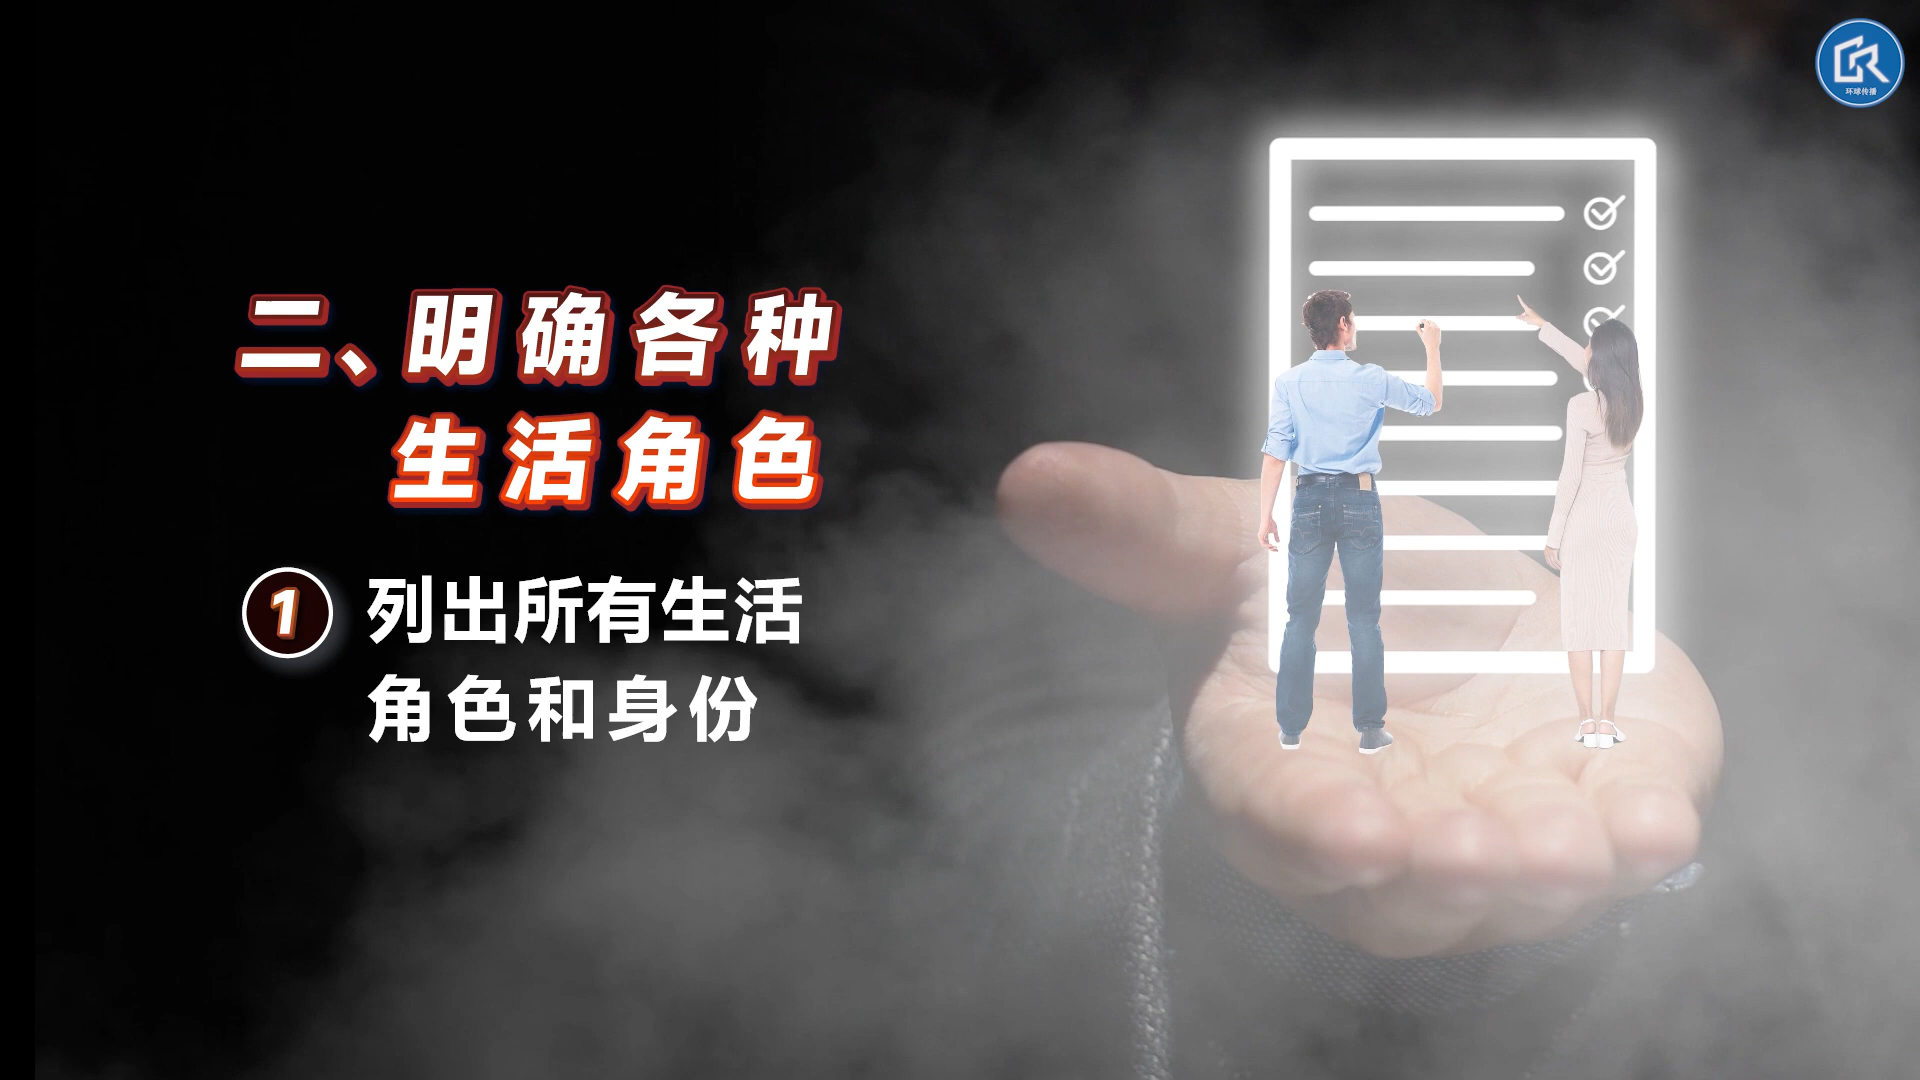 环球传播
二、明确各种
生活角色
1 列出所有生活
角色和身份